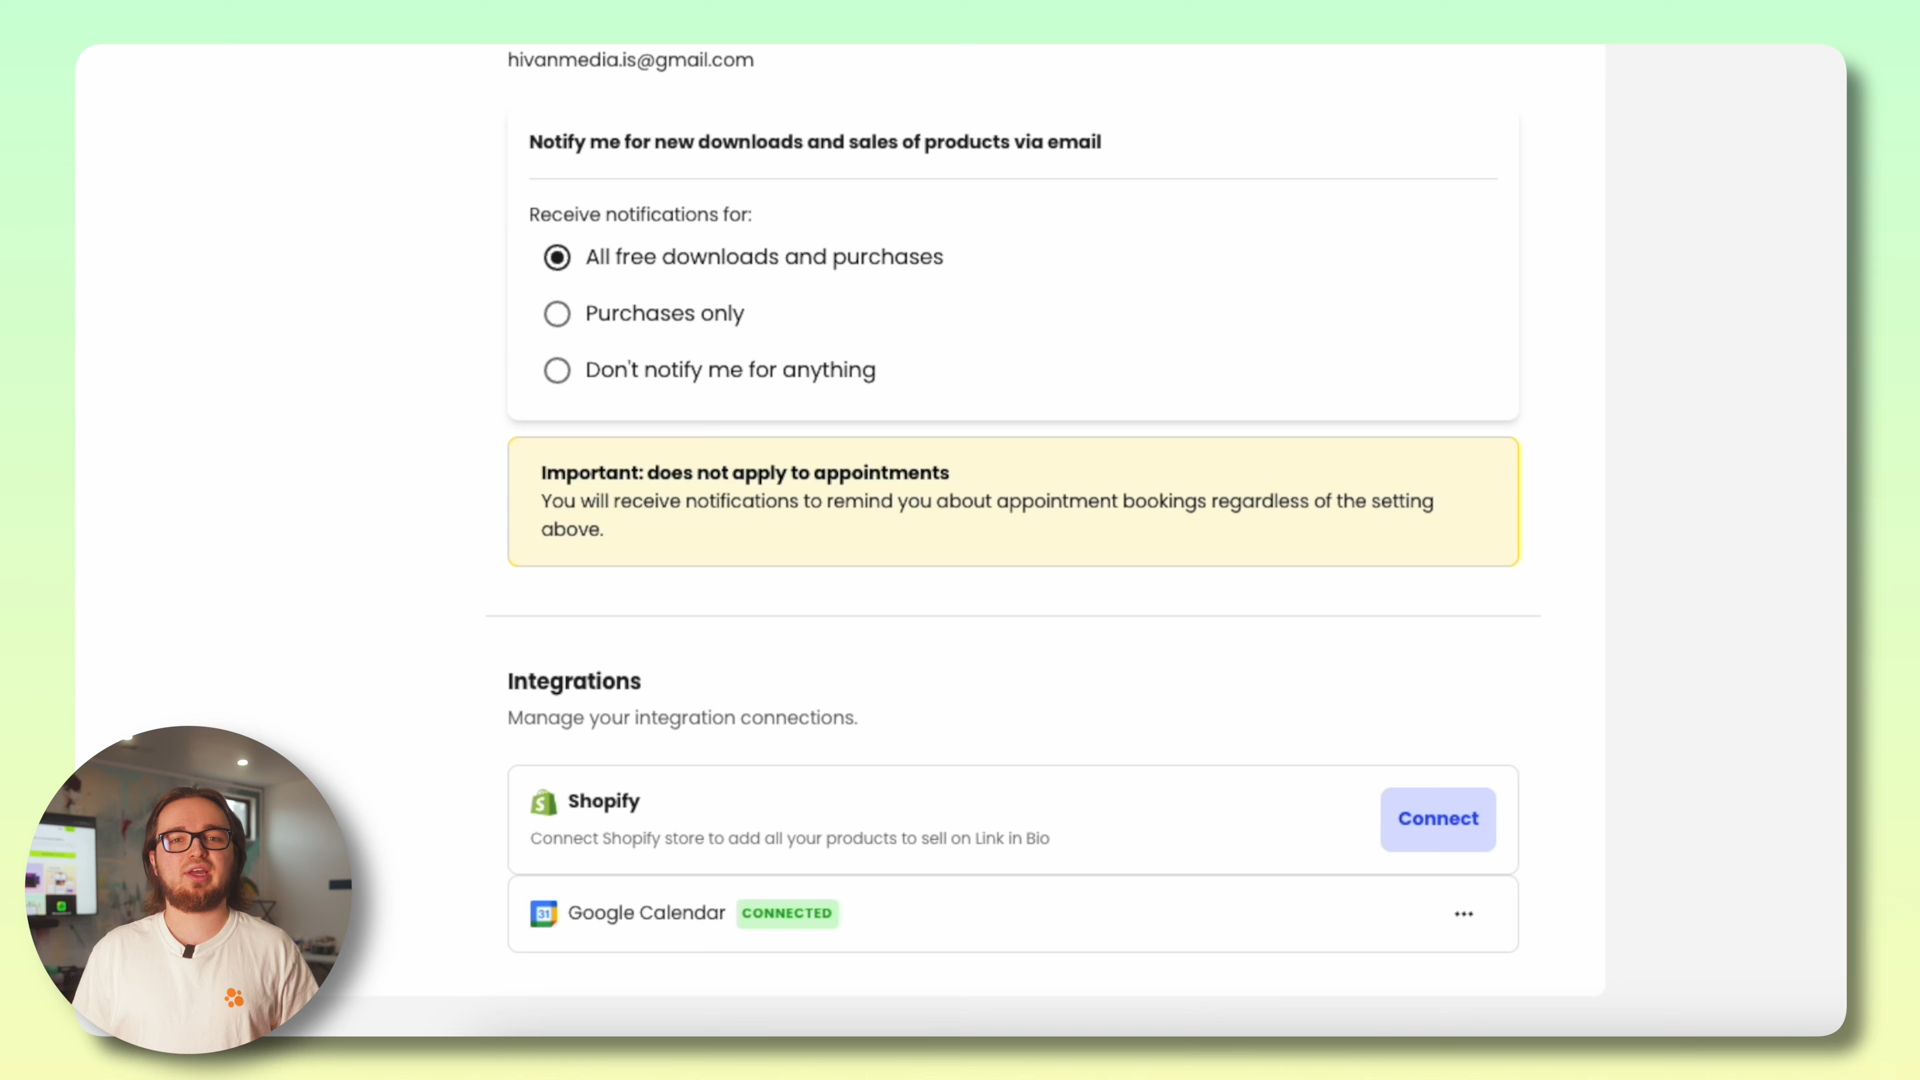 hivanmedia.is@gmail.com
Notify me for new downloads and sales of products via email
Receive notifications for:
All free downloads and purchases
Purchases only
Don't notify me for anything
Important: does not apply to appointments
You will receive notifications to remind you about appointment bookings regardless of the setting
above.
Integrations
Manage your integration connections.
Shopify
Connect Shopify store to add all your products to sell on Link in Bio
Connect
31
Google Calendar CONNECTED